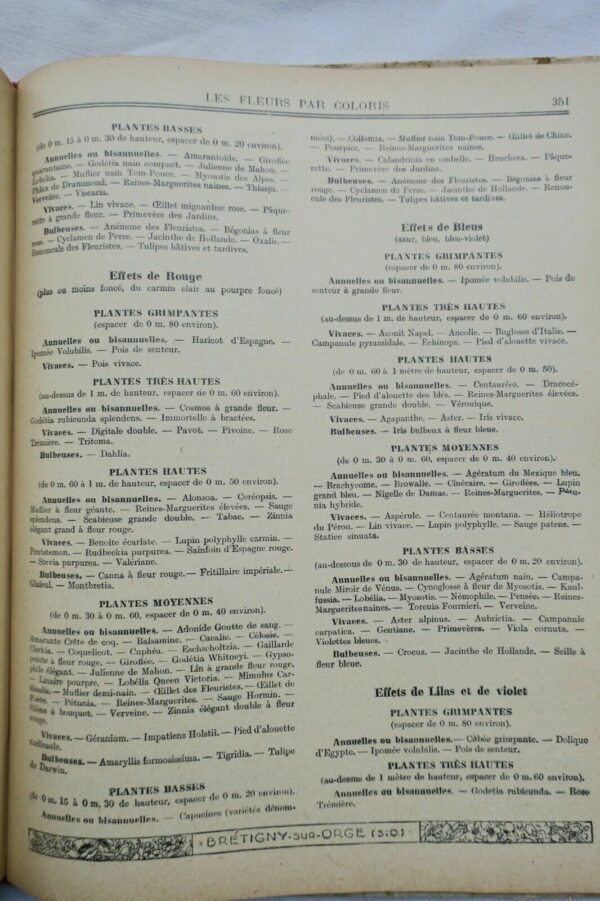 LES FLEURS PAR COLORIS
351
PLANTES BASSES
(de 0 m. 15 à 0 m. 30 de hauteur, espacer de 0 m. 20 environ).
Annuelles ou bisannuelles. — Amarantoïde. — Giroflée
quarantaine. — Godétia nain compact. — Julienne de Mahon. —
Lobélia. — Muflier nain Tom-Pouce. — Myosotis des Alpes. —
Phlox de Drummond. — Reines-Marguerites naines. — Thlaspi. —
Verveine. — Viscaria.
Vivaces. — Lin vivace. — Œillet mignardise rose. — Pâque-
rette à grande fleur. — Primevère des Jardins.
Bulbeuses. — Anémone des Fleuristes. — Bégonias à fleur
rose. — Cyclamen de Perse. — Jacinthe de Hollande. — Oxalis. —
Renoncule des Fleuristes. — Tulipes hâtives et tardives.
Effets de Rouge
(plus ou moins foncé, du carmin clair au pourpre foncé)
PLANTES GRIMPANTES
(espacer de 0 m. 80 environ).
Annuelles ou bisannuelles. — Haricot d'Espagne. —
Ipomée Volubilis. — Pois de senteur.
Vivaces. — Pois vivace.
PLANTES TRÈS HAUTES
(au-dessus de 1 m. de hauteur, espacer de 0 m. 60 environ).
Annuelles ou bisannuelles. — Cosmos à grande fleur. —
Godétia rubicunda splendens. — Immortelle à bractées.
Vivaces. — Digitale double. — Pavot. — Pivoine. — Rose
Trémière. — Tritoma.
Bulbeuses. — Dahlia.
PLANTES HAUTES
(de 0 m. 60 à 1 m. de hauteur, espacer de 0 m. 50 environ).
Annuelles ou bisannuelles. — Alonsoa. — Coréopsis. —
Muflier à fleur géante. — Reines-Marguerites élevées. — Sauge
splendens. — Scabieuse grande double. — Tabac. — Zinnia
élégant grand à fleur rouge.
Vivaces. — Benoîte écarlate. — Lupin polyphylle carmin. —
Pentstemon. — Rudbeckia purpurea. — Sainfoin d'Espagne rouge.
— Stevia purpurea. — Valériane.
Bulbeuses. — Canna à fleur rouge. — Fritillaire impériale. —
Glaïeul. — Montbretia.
PLANTES MOYENNES
(de 0 m. 30 à 0 m. 60, espacer de 0 m. 40 environ).
Annuelles ou bisannuelles. — Adonide Goutte de sang. —
Amarante Crête de coq. — Balsamine. — Cacalie. — Célosie. —
Clarkia. — Coquelicot. — Cuphéa. — Eschscholtzia. — Gaillarde
peinte à fleur rouge. — Giroflée. — Godétia Whitneyi. — Gypso-
phile élégant. — Julienne de Mahon. — Lin à grande fleur rouge.
— Linaire pourpre. — Lobélia Queen Victoria. — Mimulus Car-
dinalis. — Muflier demi-nain. — Œillet des Fleuristes. — Œillet de
Poète. — Pétunia. — Reines-Marguerites. — Sauge Hormin. —
Silène à bouquet. — Verveine. — Zinnia élégant double à fleur
rouge.
Vivaces. — Géranium. — Impatiens Holstii. — Pied d'alouette
nudicaule.
Bulbeuses. — Amaryllis formosissima. — Tigridia. — Tulipe
de Darwin.
PLANTES BASSES
(de 0 m. 15 à 0 m. 30 de hauteur, espacer de 0 m. 20 environ).
Annuelles ou bisannuelles. — Capucines (variétés dénom-
mées). — Collomia. — Muflier nain Tom-Pouce. — Œillet de Chine.
— Pourpier. — Reines-Marguerites naines.
Vivaces. — Calandrinia en ombelle. — Heuchera. — Pâque-
rette. — Primevère des Jardins.
Bulbeuses. — Anémone des Fleuristes. — Bégonias à fleur
rouge. — Cyclamen de Perse. — Jacinthe de Hollande. — Renon-
cule des Fleuristes. — Tulipes hâtives et tardives.
Effets de Bleus
(azur, bleu, bleu-violet)
PLANTES GRIMPANTES
(espacer de 0 m. 80 environ).
Annuelles ou bisannuelles. — Ipomée volubilis. — Pois de
senteur à grande fleur.
PLANTES TRÈS HAUTES
(au-dessus de 1 m. de hauteur, espacer de 0 m. 60 environ).
Vivaces. — Aconit Napel. — Ancolie. — Buglosse d'Italie. —
Campanule pyramidale. — Echinops. — Pied d'alouette vivace.
PLANTES HAUTES
(de 0 m. 60 à 1 mètre de hauteur, espacer de 0 m. 50).
Annuelles ou bisannuelles. — Centaurées. — Dracocé-
phale. — Pied d'alouette des blés. — Reines-Marguerites élevées.
— Scabieuse grande double. — Véronique.
Vivaces. — Agapanthe. — Aster. — Iris vivace.
Bulbeuses. — Iris bulbeux à fleur bleue.
PLANTES MOYENNES
(de 0 m. 30 à 0 m. 60, espacer de 0 m. 40 environ).
Annuelles ou bisannuelles. — Agératum du Mexique bleu.
— Brachycome. — Browalle. — Cinéraire. — Giroflées. — Lupin
grand bleu. — Nigelle de Damas. — Reines-Marguerites. — Pétu-
nia hybride.
Vivaces. — Aspérule. — Centaurée montana. — Héliotrope
du Pérou. — Lin vivace. — Lupin polyphylle. — Sauge patens. —
Statice sinuata.
PLANTES BASSES
(au-dessous de 0 m. 30 de hauteur, espacer de 0 m. 20 environ).
Annuelles ou bisannuelles. — Agératum nain. — Campa-
nule Miroir de Vénus. — Cynoglosse à fleur de Myosotis. — Kaul-
fussia. — Lobélia. — Myosotis. — Némophile. — Pensée. — Reines-
Marguerites naines. — Torenia Fournieri. — Verveine.
Vivaces. — Aster alpinus. — Aubrietia. — Campanule
carpatica. — Gentiane. — Primevères. — Viola cornuta. —
Violettes bleues.
Bulbeuses. — Crocus. — Jacinthe de Hollande. — Scille à
fleur bleue.
Effets de Lilas et de violet
PLANTES GRIMPANTES
(espacer de 0 m. 80 environ).
Annuelles ou bisannuelles. — Cobée grimpante. — Dolique
d'Egypte. — Ipomée volubilis. — Pois de senteur.
PLANTES TRÈS HAUTES
(au-dessus de 1 mètre de hauteur, espacer de 0 m. 60 environ).
Annuelles ou bisannuelles. — Godetia rubicunda. — Rose
Trémière.
BRÉTIGNY-SUR-ORGE (S.-O.)